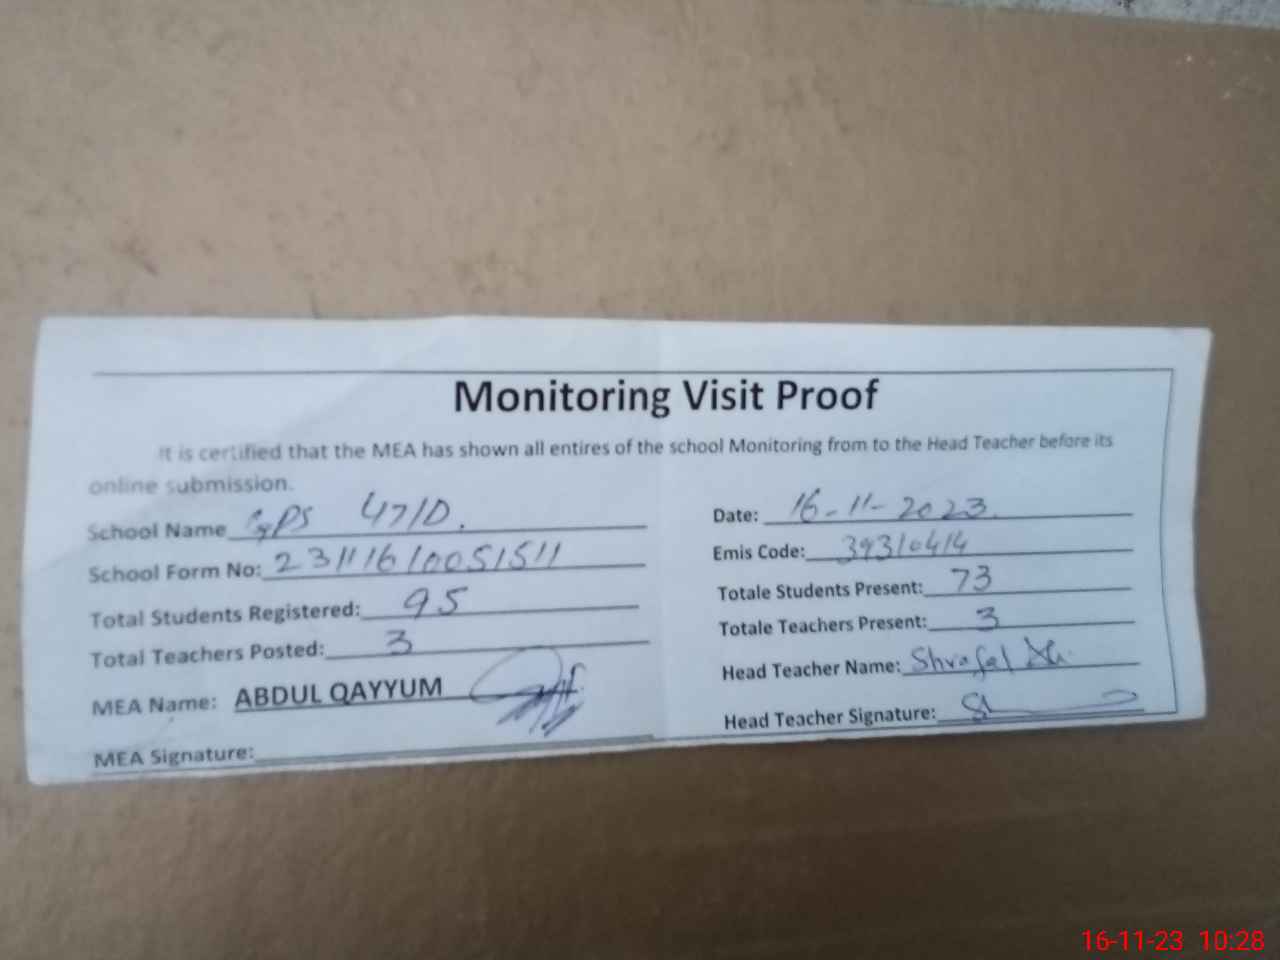 Monitoring Visit Proof
It is certified that the MEA has shown all entires of the school Monitoring from to the Head Teacher before its
online submission.
School Name GPS 47/D.
Date: 16-11-2023.
School Form No: 23111610051511
Emis Code: 39310414
Total Students Registered: 95
Totale Students Present: 73
Total Teachers Posted: 3
Totale Teachers Present: 3
MEA Name: ABDUL QAYYUM
Head Teacher Name:
MEA Signature:
Head Teacher Signature:
16-11-23 10:28